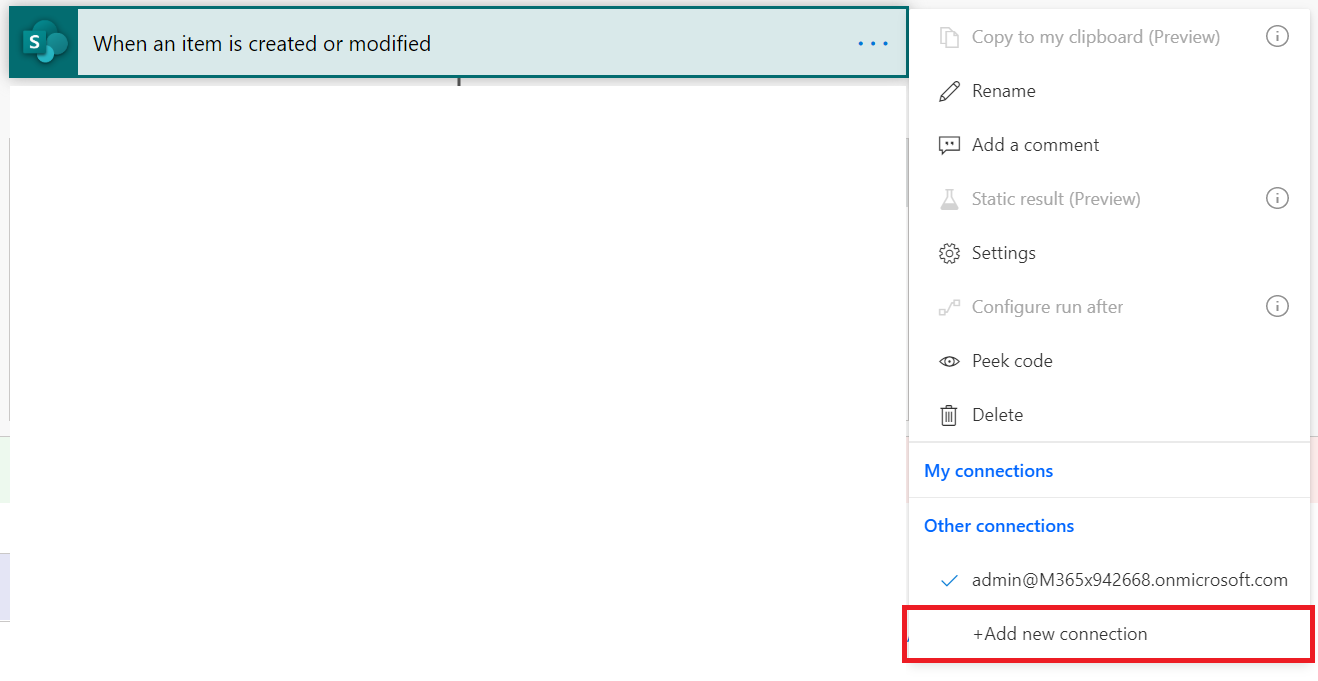 S
When an item is created or modified
Copy to my clipboard (Preview)
Rename
Add a comment
Static result (Preview)
Settings
Configure run after
Peek code
Delete
My connections
Other connections
admin@M365x942668.onmicrosoft.com
+Add new connection